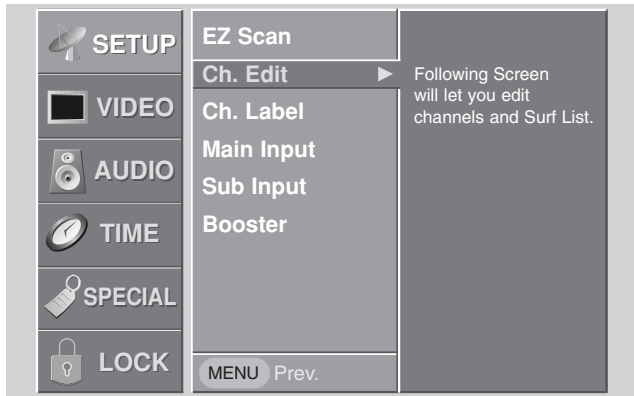 SETUP
VIDEO
AUDIO
TIME
SPECIAL
LOCK
EZ Scan
Ch. Edit
Ch. Label
Main Input
Sub Input
Booster
MENU Prev.
Following Screen
will let you edit
channels and Surf List.